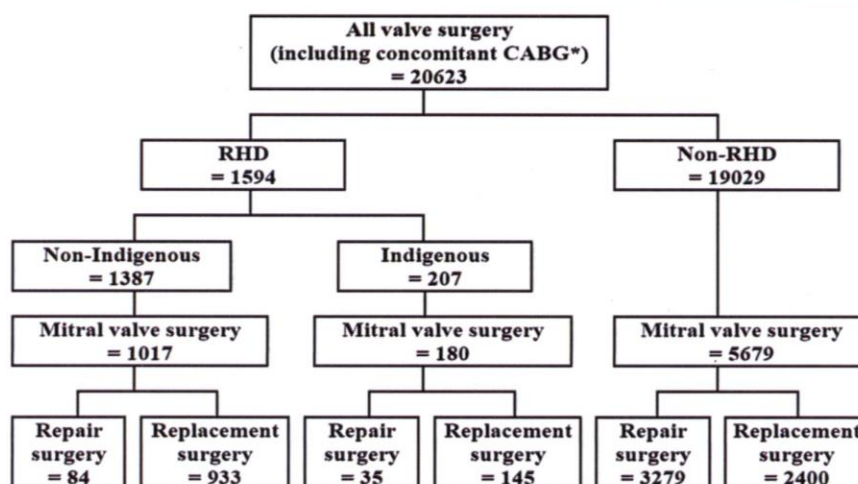 All valve surgery
(including concomitant CABG*)
= 20623
RHD
= 1594
Non-RHD
= 19029
Non-Indigenous
= 1387
Indigenous
= 207
Mitral valve surgery
= 1017
Mitral valve surgery
= 180
Mitral valve surgery
= 5679
Repair
surgery
= 84
Replacement
surgery
= 933
Repair
surgery
= 35
Replacement
surgery
= 145
Repair
surgery
= 3279
Replacement
surgery
= 2400